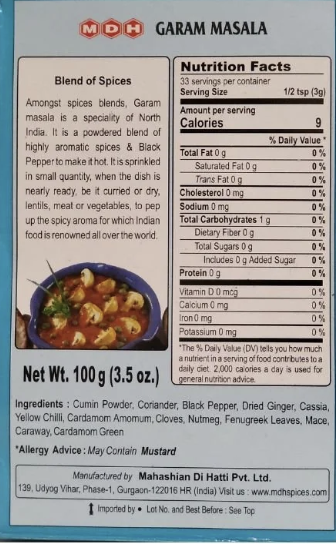 MDH GARAM MASALA
Blend of Spices
Amongst spices blends, Garam
masala is a speciality of North
India. It is a powdered blend of
highly aromatic spices & Black
Pepper to make it hot. It is sprinkled
in small quantity, when the dish is
nearly ready, be it curried or dry,
lentils, meat or vegetables, to pep
up the spicy aroma for which Indian
food is renowned all over the world.
Net Wt. 100g (3.5 oz.)
Nutrition Facts
33 servings per container
Serving Size 1/2 tsp (3g)
Amount per serving
Calories 9
% Daily Value *
Total Fat 0 g 0 %
Saturated Fat 0 g 0 %
Trans Fat 0 g 0 %
Cholesterol 0 mg 0 %
Sodium 0 mg 0 %
Total Carbohydrates 1 g 0 %
Dietary Fiber 0 g 0 %
Total Sugars 0 g 0 %
Includes 0 g Added Sugar 0 %
Protein 0 g 0 %
Vitamin D 0 mcg 0 %
Calcium 0 mg 0 %
Iron 0 mg 0 %
Potassium 0 mg 0 %
*The % Daily Value (DV) tells you how much
a nutrient in a serving of food contributes to a
daily diet. 2,000 calories a day is used for
general nutrition advice.
Ingredients : Cumin Powder, Coriander, Black Pepper, Dried Ginger, Cassia,
Yellow Chilli, Cardamom Amomum, Cloves, Nutmeg, Fenugreek Leaves, Mace,
Caraway, Cardamom Green
*Allergy Advice : May Contain Mustard
Manufactured by Mahashian Di Hatti Pvt. Ltd.
139, Udyog Vihar, Phase-1, Gurgaon-122016 HR (India) Visit us : www.mdhspices.com
Imported by • Lot No. and Best Before : See Top